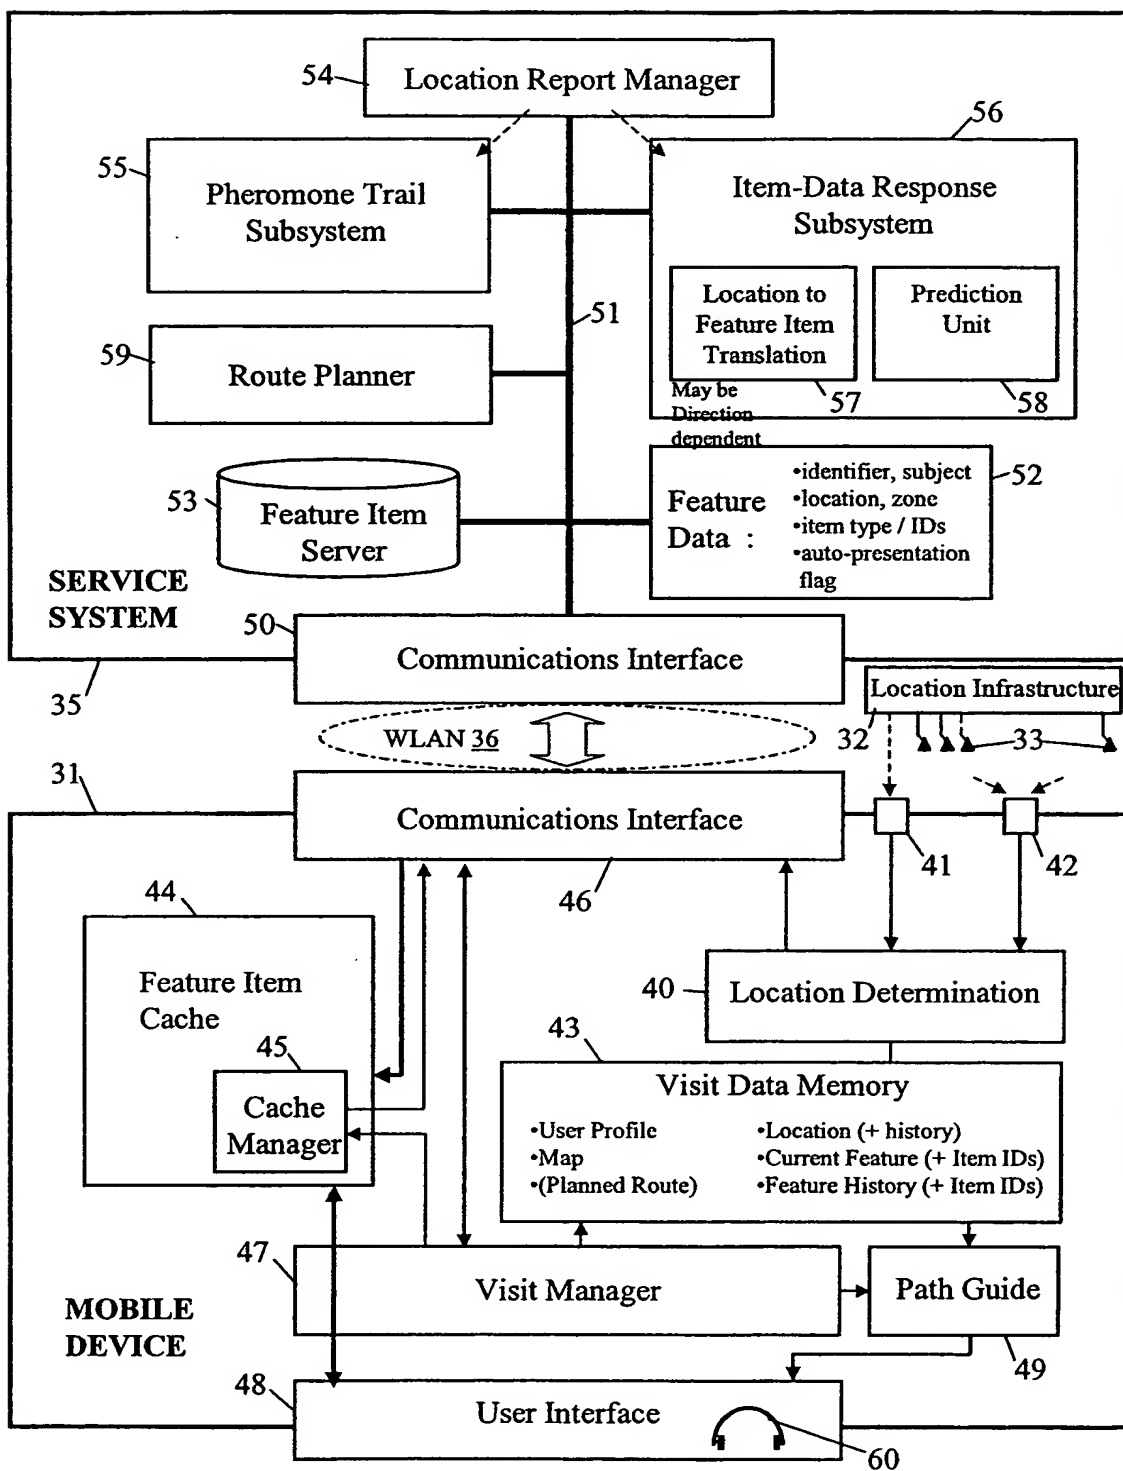 54
Location Report Manager
56
55
Pheromone Trail
Subsystem
Item-Data Response
Subsystem
51
Location to
Feature Item
Translation
Prediction
Unit
59
Route Planner
57
58
May be
Direction
dependent
53
Feature Item
Server
Feature
Data :
•identifier, subject
•location, zone
•item type / IDs
•auto-presentation
flag
52
SERVICE
SYSTEM
50
Communications Interface
35
Location Infrastructure
32
33
WLAN 36
31
Communications Interface
41
42
46
44
Feature Item
Cache
40
Location Determination
45
Cache
Manager
43
Visit Data Memory
•User Profile
•Map
•(Planned Route)
•Location (+ history)
•Current Feature (+ Item IDs)
•Feature History (+ Item IDs)
47
Visit Manager
Path Guide
MOBILE
DEVICE
49
48
User Interface
60